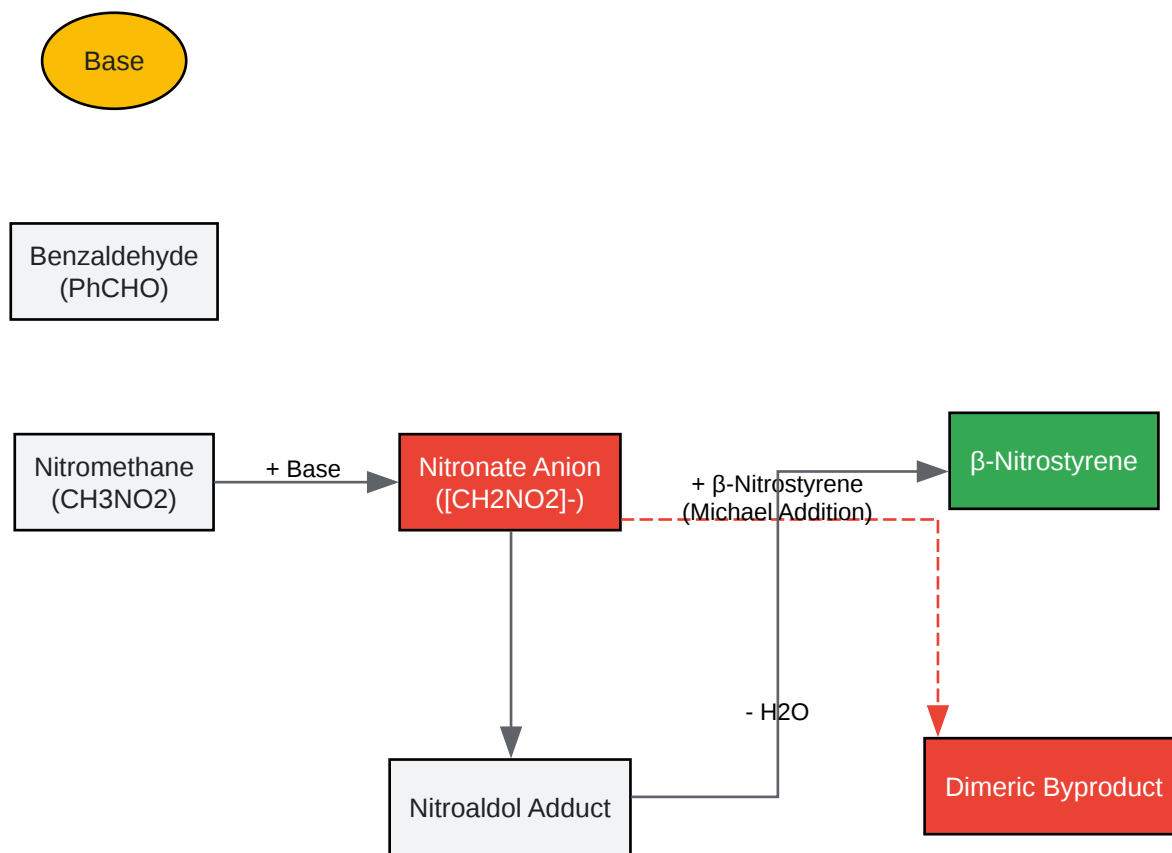 Base
Benzaldehyde
(PhCHO)
Nitromethane
(CH3NO2)
+ Base
Nitronate Anion
([CH2NO2]-)
+ β-Nitrostyrene
(Michael Addition)
β-Nitrostyrene
- H2O
Nitroaldol Adduct
Dimeric Byproduct